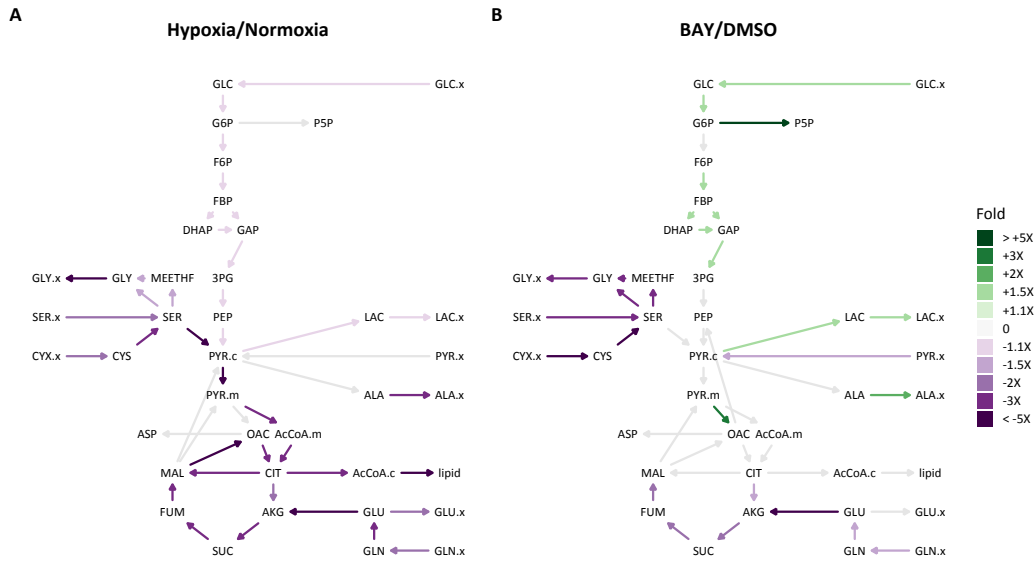 A
Hypoxia/Normoxia
GLC
GLC.x
G6P
P5P
F6P
FBP
DHAP
GAP
GLY.x
GLY
MEETHF
3PG
SER.x
SER
PEP
LAC
LAC.x
CYX.x
CYS
PYR.c
PYR.x
PYR.m
ALA
ALA.x
ASP
OAC
AcCoA.m
MAL
CIT
AcCoA.c
lipid
FUM
AKG
GLU
GLU.x
SUC
GLN
GLN.x
B
BAY/DMSO
GLC
GLC.x
G6P
P5P
F6P
FBP
DHAP
GAP
GLY.x
GLY
MEETHF
3PG
SER.x
SER
PEP
LAC
LAC.x
CYX.x
CYS
PYR.c
PYR.x
PYR.m
ALA
ALA.x
ASP
OAC
AcCoA.m
MAL
CIT
AcCoA.c
lipid
FUM
AKG
GLU
GLU.x
SUC
GLN
GLN.x
Fold
> +5X
+3X
+2X
+1.5X
+1.1X
0
-1.1X
-1.5X
-2X
-3X
< -5X